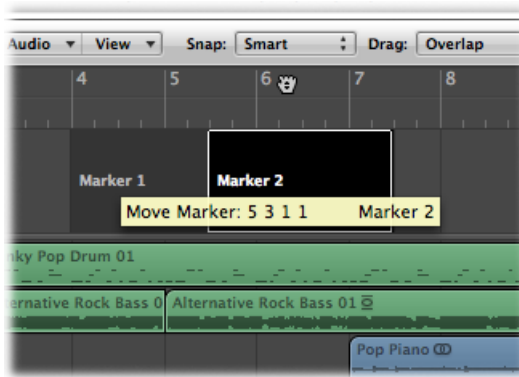 Audio View Snap: Smart Drag: Overlap
4 5 6 7 8
Marker 1 Marker 2
Move Marker: 5 3 1 1 Marker 2
nky Pop Drum 01
ternative Rock Bass 0 Alternative Rock Bass 01
Pop Piano